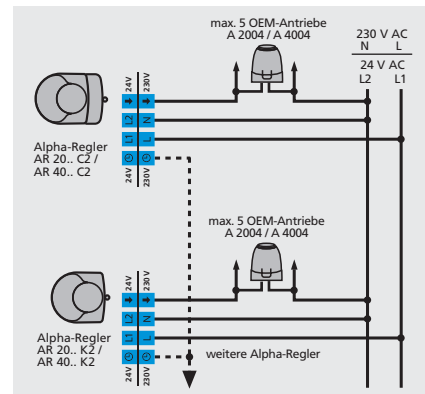 max. 5 OEM-Antriebe
A 2004 / A 4004
230 V AC
N L
24 V AC
L2 L1
24V 230V
L2 N
L1 L
24V 230V
Alpha-Regler
AR 20.. C2 /
AR 40.. C2
max. 5 OEM-Antriebe
A 2004 / A 4004
24V 230V
L2 N
L1 L
24V 230V
Alpha-Regler
AR 20.. K2 /
AR 40.. K2
weitere Alpha-Regler